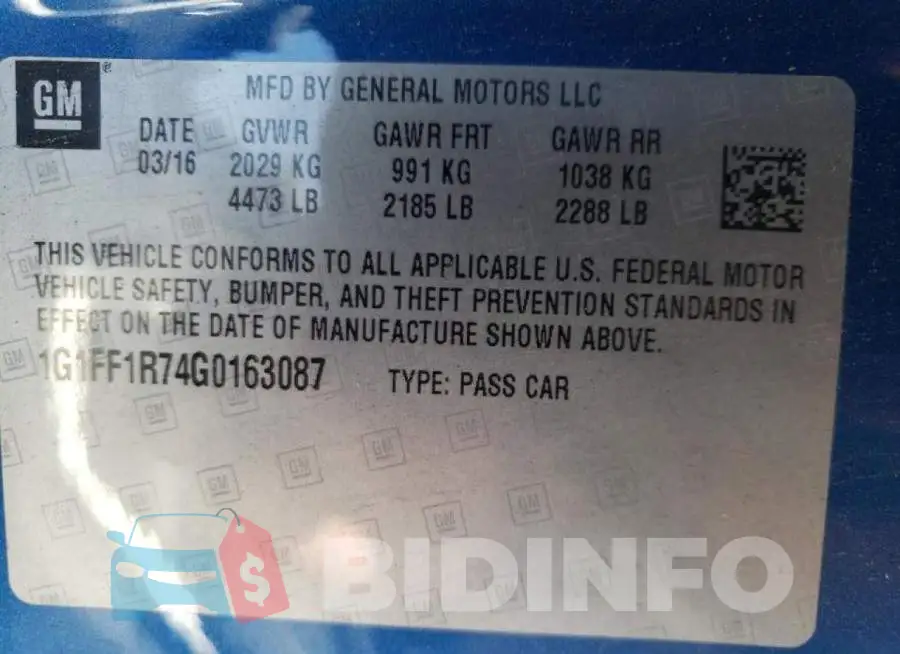 GM
MFD BY GENERAL MOTORS LLC
DATE GVWR GAWR FRT GAWR RR
03/16 2029 KG 991 KG 1038 KG
4473 LB 2185 LB 2288 LB
THIS VEHICLE CONFORMS TO ALL APPLICABLE U.S. FEDERAL MOTOR
VEHICLE SAFETY, BUMPER, AND THEFT PREVENTION STANDARDS IN
EFFECT ON THE DATE OF MANUFACTURE SHOWN ABOVE.
1G1FF1R74G0163087 TYPE: PASS CAR
$ BIDINFO